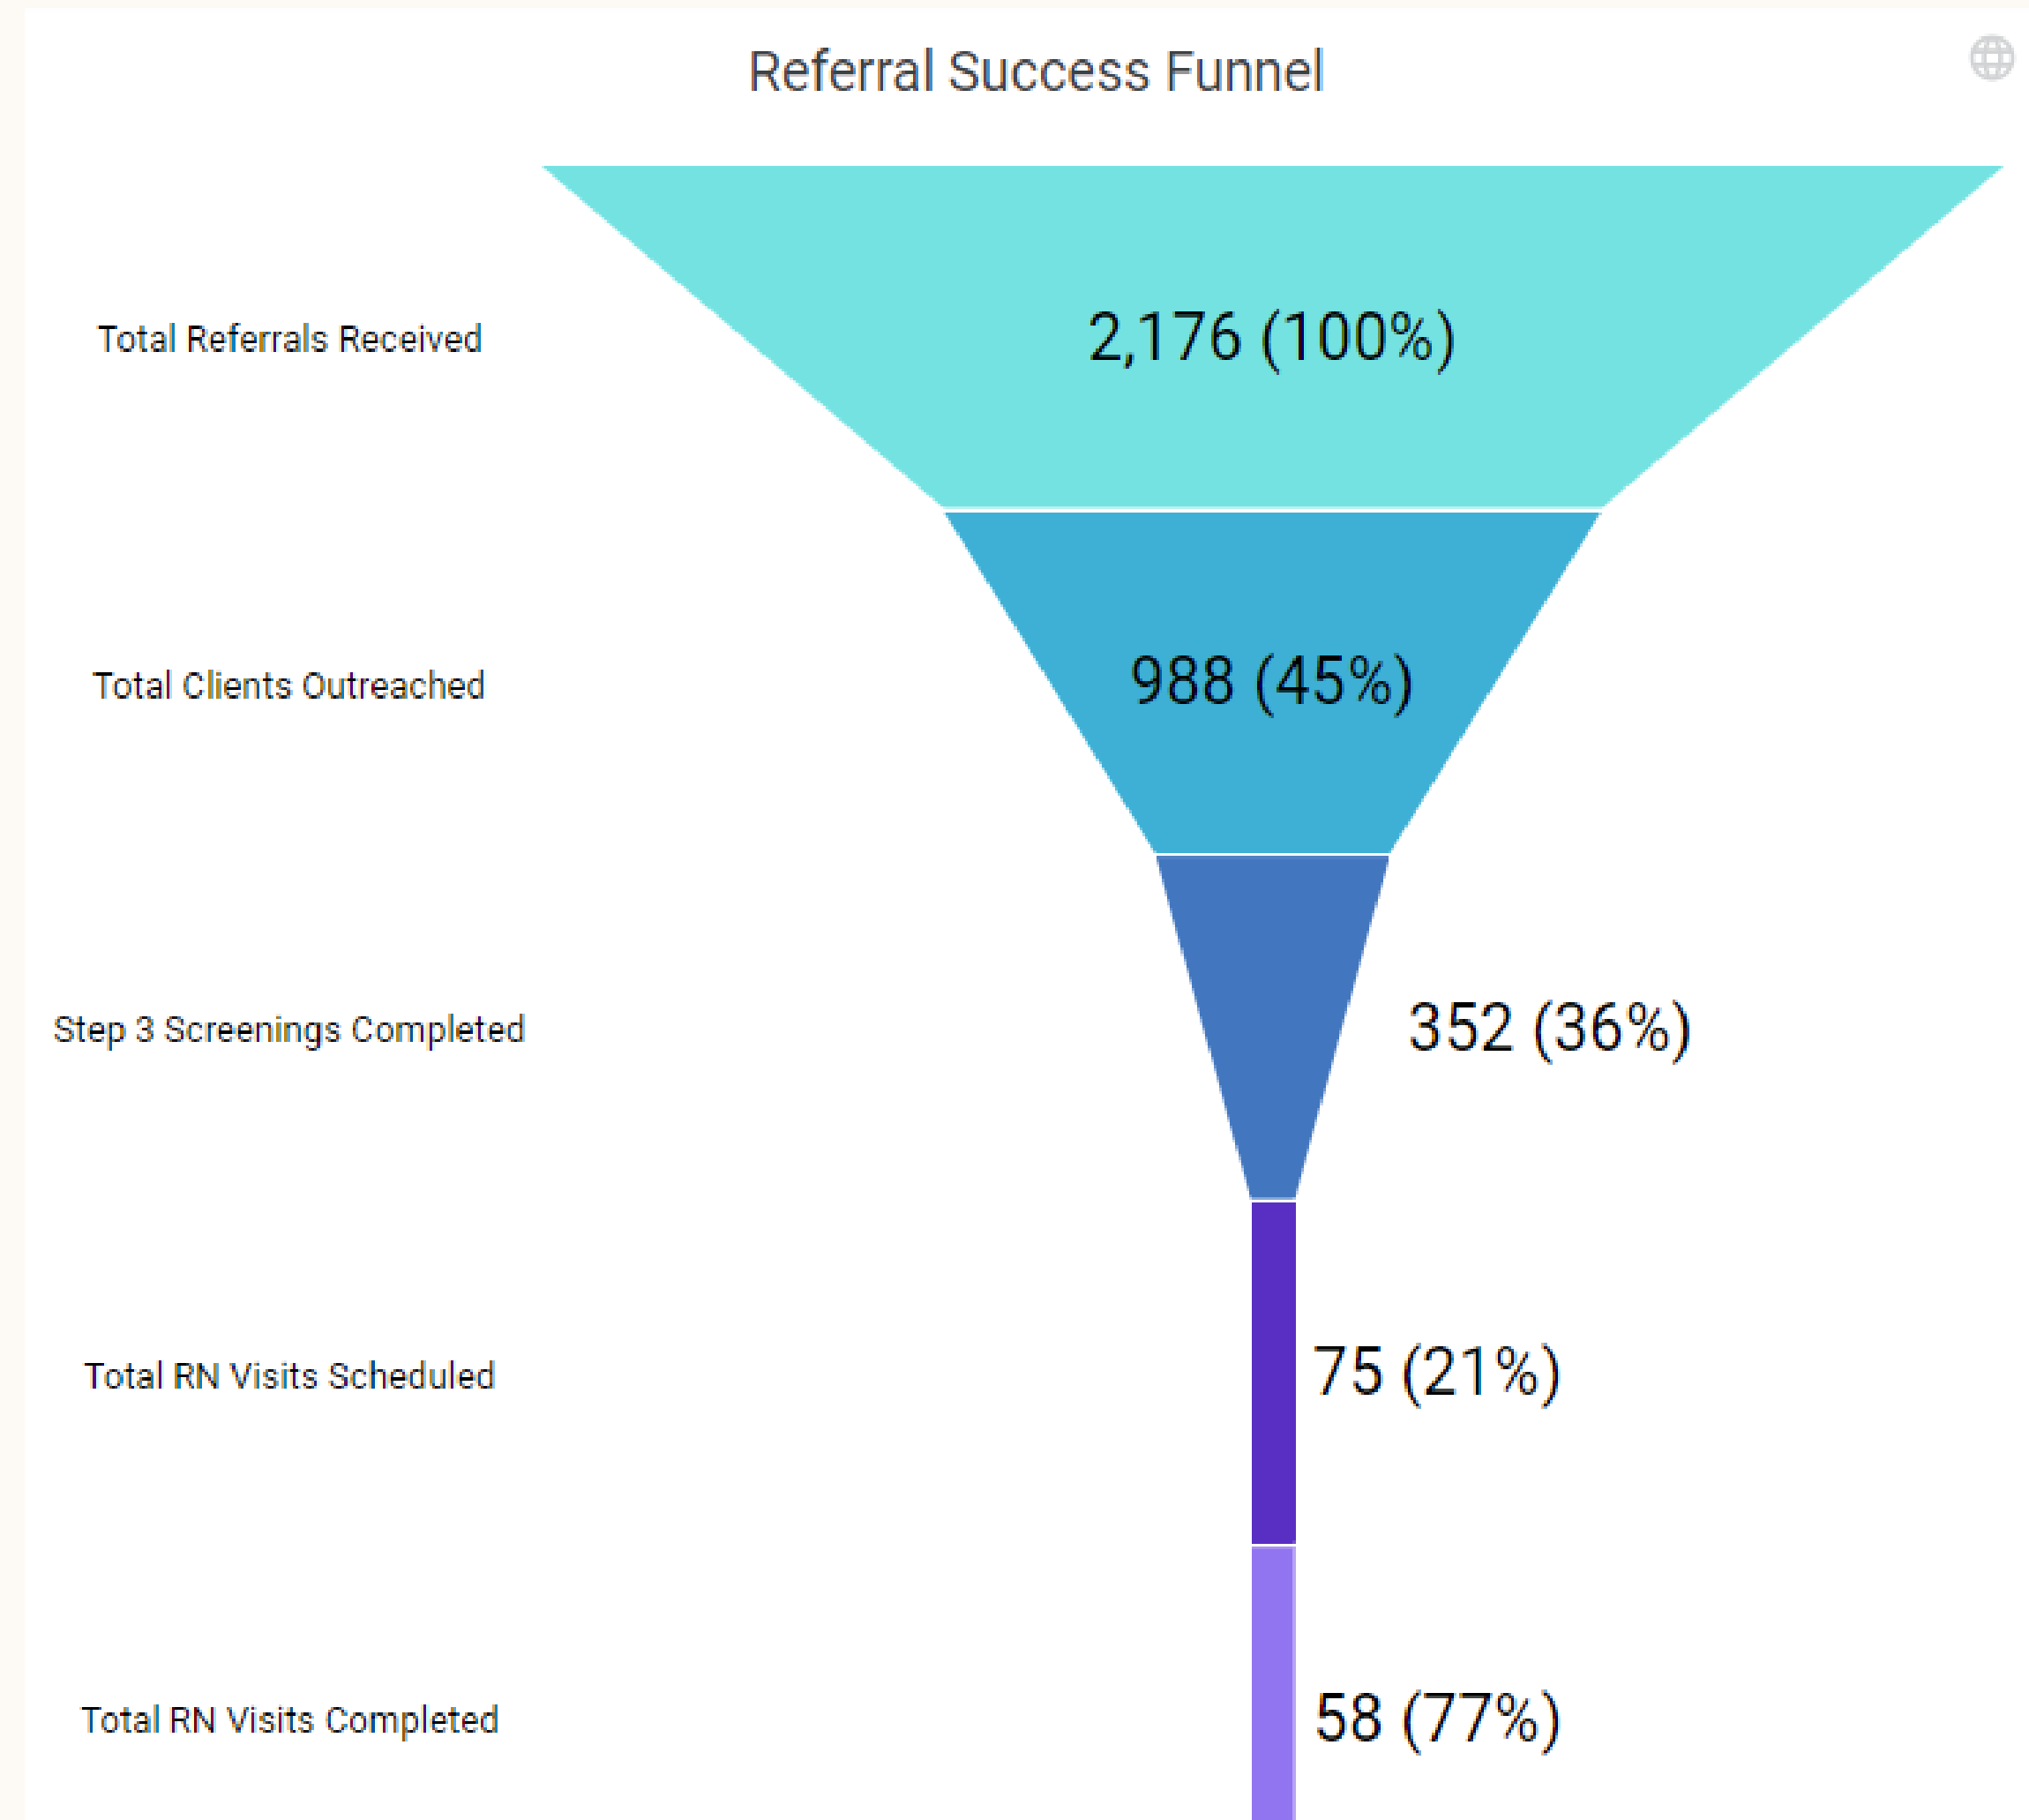 Referral Success Funnel
Total Referrals Received
2,176 (100%)
Total Clients Outreached
988 (45%)
Step 3 Screenings Completed
352 (36%)
Total RN Visits Scheduled
75 (21%)
Total RN Visits Completed
58 (77%)